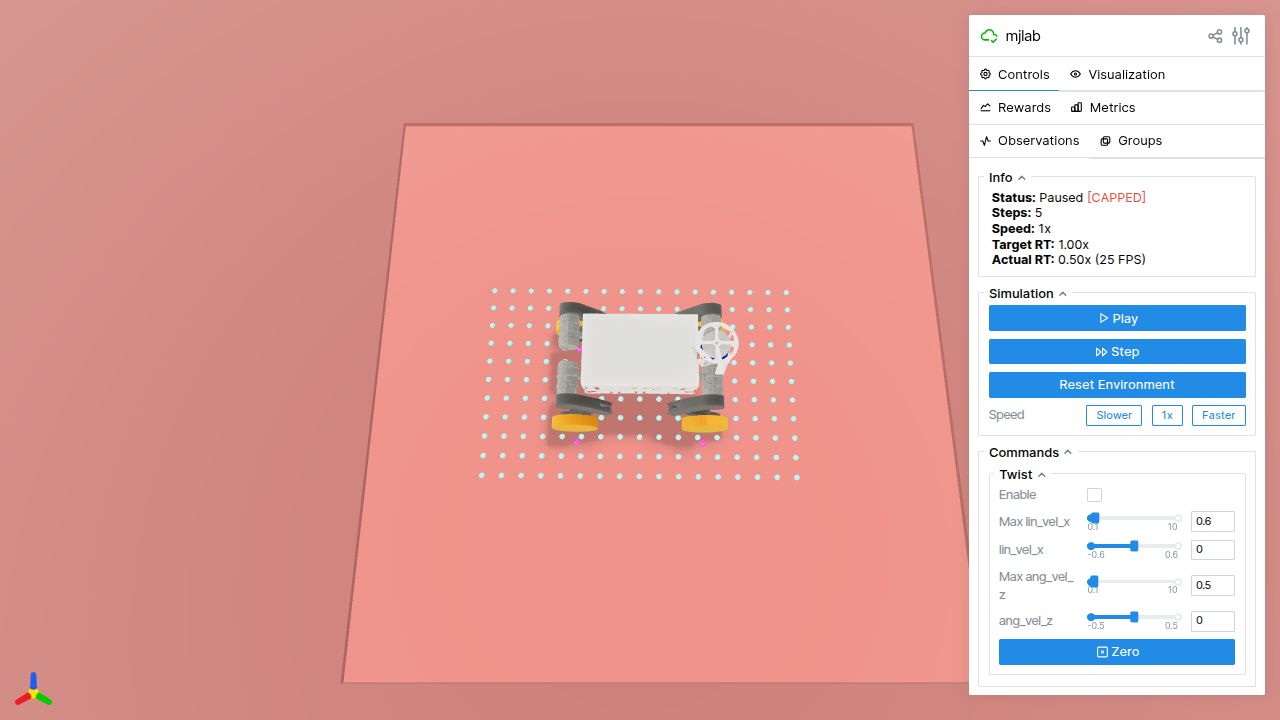 mjlab
Controls
Visualization
Rewards
Metrics
Observations
Groups
Info
Status: Paused [CAPPED]
Steps: 5
Speed: 1x
Target RT: 1.00x
Actual RT: 0.50x (25 FPS)
Simulation
Play
Step
Reset Environment
Speed Slower 1x Faster
Commands
Twist
Enable
Max lin_vel_x 0.6
0.1 10
lin_vel_x 0
-0.6 0.6
Max ang_vel_
z 0.5
0.1 10
ang_vel_z 0
-0.5 0.5
Zero